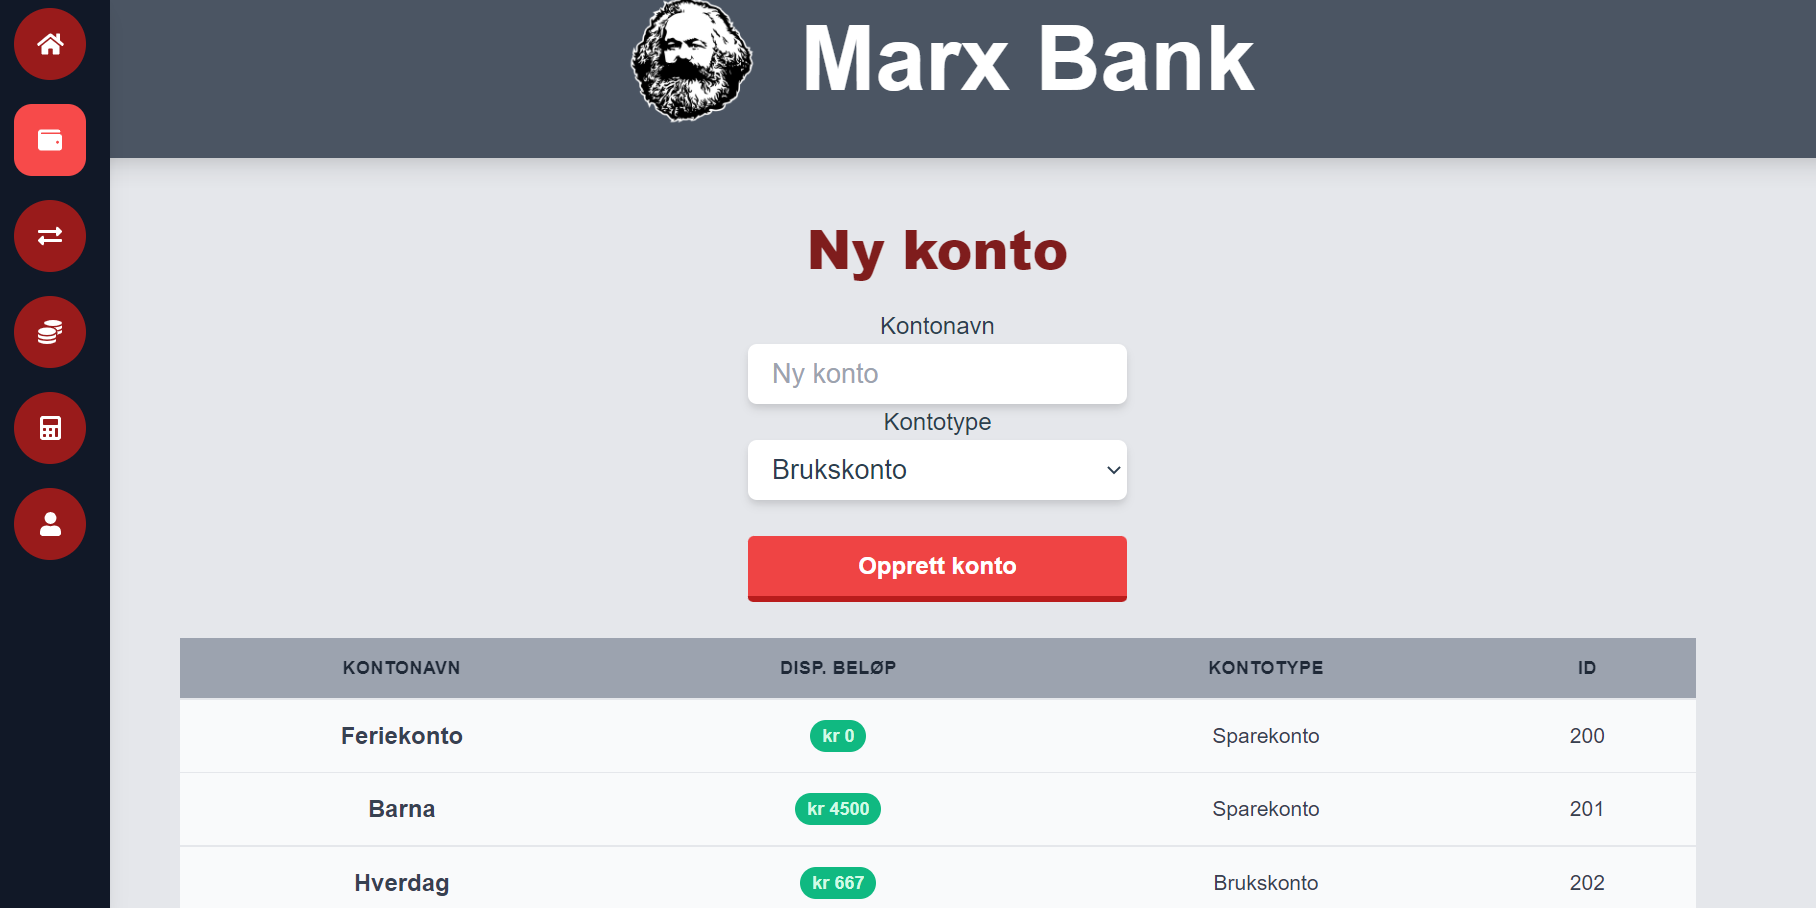 Marx Bank
Ny konto
Kontonavn
Ny konto
Kontotype
Brukskonto
Opprett konto
KONTONAVN DISP. BELØP KONTOTYPE ID
Feriekonto kr 0 Sparekonto 200
Barna kr 4500 Sparekonto 201
Hverdag kr 667 Brukskonto 202